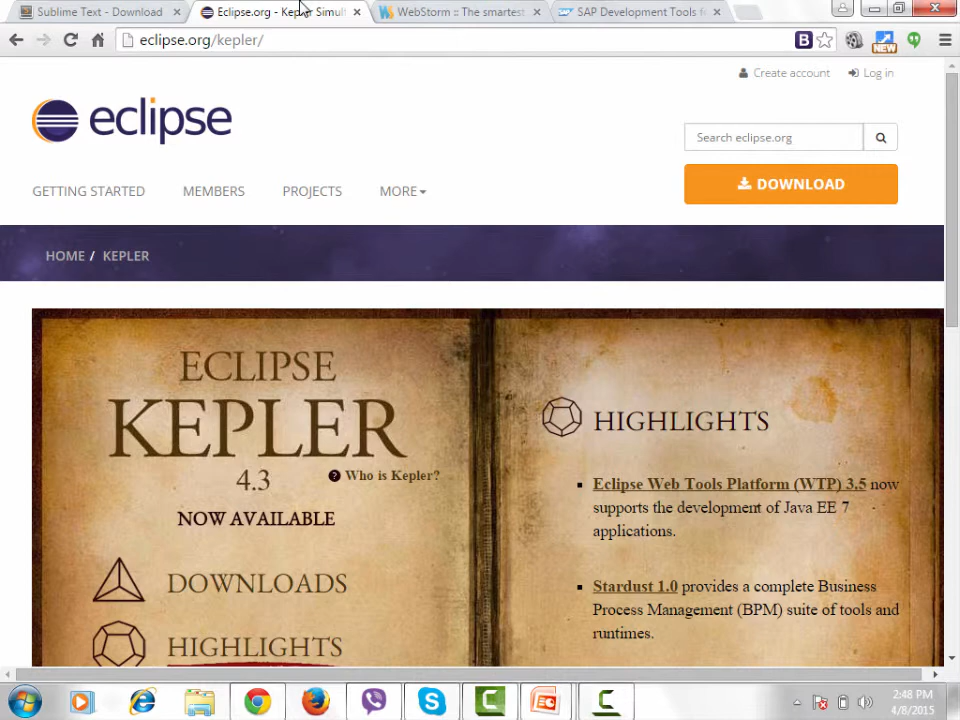 Sublime Text - Download
Eclipse.org - Kepler Simult
WebStorm :: The smartest
SAP Development Tools fo
eclipse.org/kepler/
B
NEW
Create account
Log in
eclipse
Search eclipse.org
DOWNLOAD
GETTING STARTED
MEMBERS
PROJECTS
MORE
HOME / KEPLER
ECLIPSE
KEPLER
4.3
? Who is Kepler?
NOW AVAILABLE
DOWNLOADS
HIGHLIGHTS
HIGHLIGHTS
Eclipse Web Tools Platform (WTP) 3.5 now
supports the development of Java EE 7
applications.
Stardust 1.0 provides a complete Business
Process Management (BPM) suite of tools and
runtimes.
2:48 PM
4/8/2015